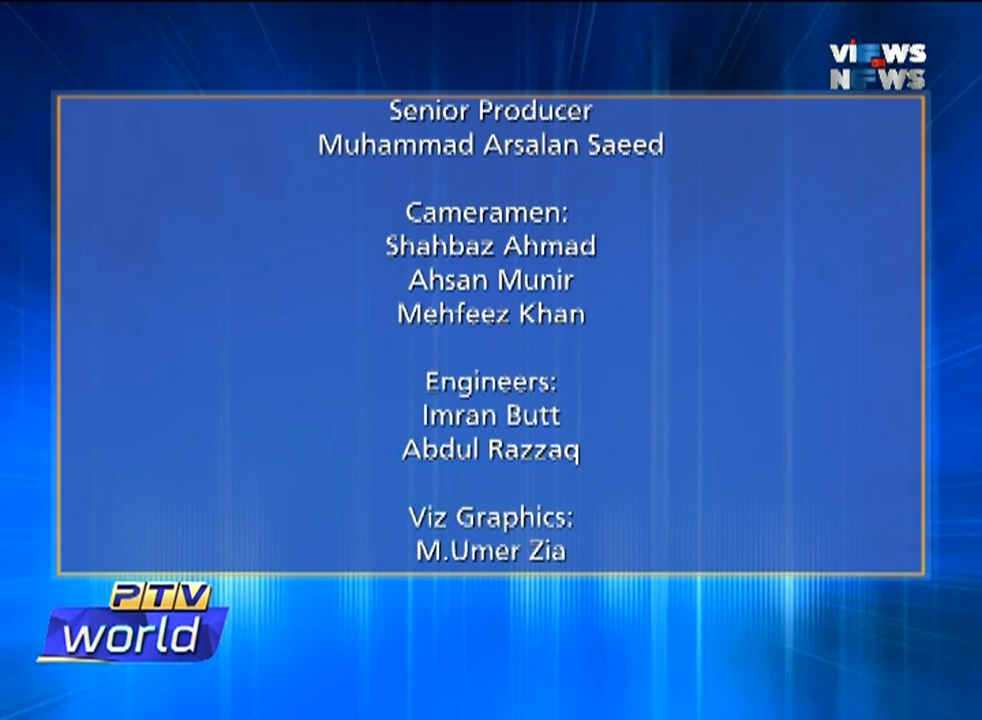 VIEWS
NEWS
Senior Producer
Muhammad Arsalan Saeed
Cameramen:
Shahbaz Ahmad
Ahsan Munir
Mehfeez Khan
Engineers:
Imran Butt
Abdul Razzaq
Viz Graphics:
M.Umer Zia
PTV
world